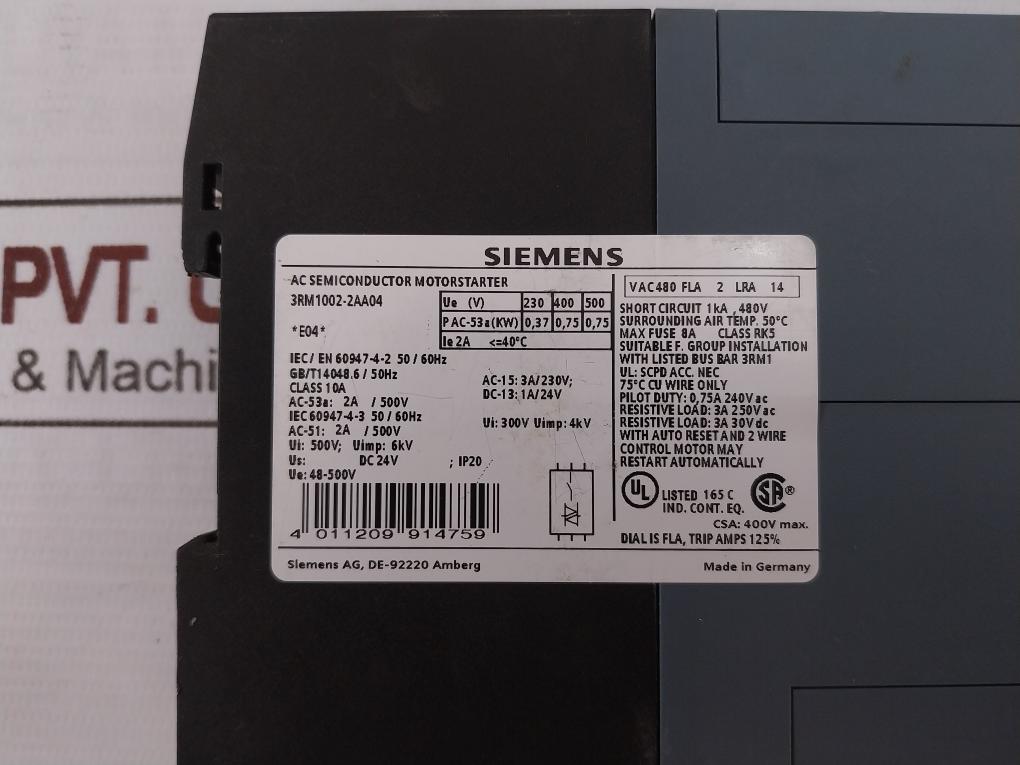 PVT.
& Machi
SIEMENS
AC SEMICONDUCTOR MOTORSTARTER
3RM1002-2AA04
*E04*
Ue (V) 230 400 500
P AC-53a(KW) 0,37 0,75 0,75
Ie 2A <=40°C
IEC/ EN 60947-4-2 50 / 60Hz
GB/T14048.6 / 50Hz
CLASS 10A
AC-53a: 2A / 500V
IEC 60947-4-3 50 / 60Hz
AC-51: 2A / 500V
Ui: 500V; Uimp: 6kV
Us: DC 24V ; IP20
Ue: 48-500V
AC-15: 3A/230V;
DC-13: 1A/24V
Ui: 300V Uimp: 4kV
4 011209 914759
VAC480 FLA 2 LRA 14
SHORT CIRCUIT 1kA , 480V
SURROUNDING AIR TEMP. 50°C
MAX FUSE 8A CLASS RK5
SUITABLE F. GROUP INSTALLATION
WITH LISTED BUS BAR 3RM1
UL: SCPD ACC. NEC
75°C CU WIRE ONLY
PILOT DUTY: 0,75A 240V ac
RESISTIVE LOAD: 3A 250V ac
RESISTIVE LOAD: 3A 30V dc
WITH AUTO RESET AND 2 WIRE
CONTROL MOTOR MAY
RESTART AUTOMATICALLY
UL LISTED 165 C
IND. CONT. EQ.
SA ®
CSA: 400V max.
DIAL IS FLA, TRIP AMPS 125%
Siemens AG, DE-92220 Amberg
Made in Germany